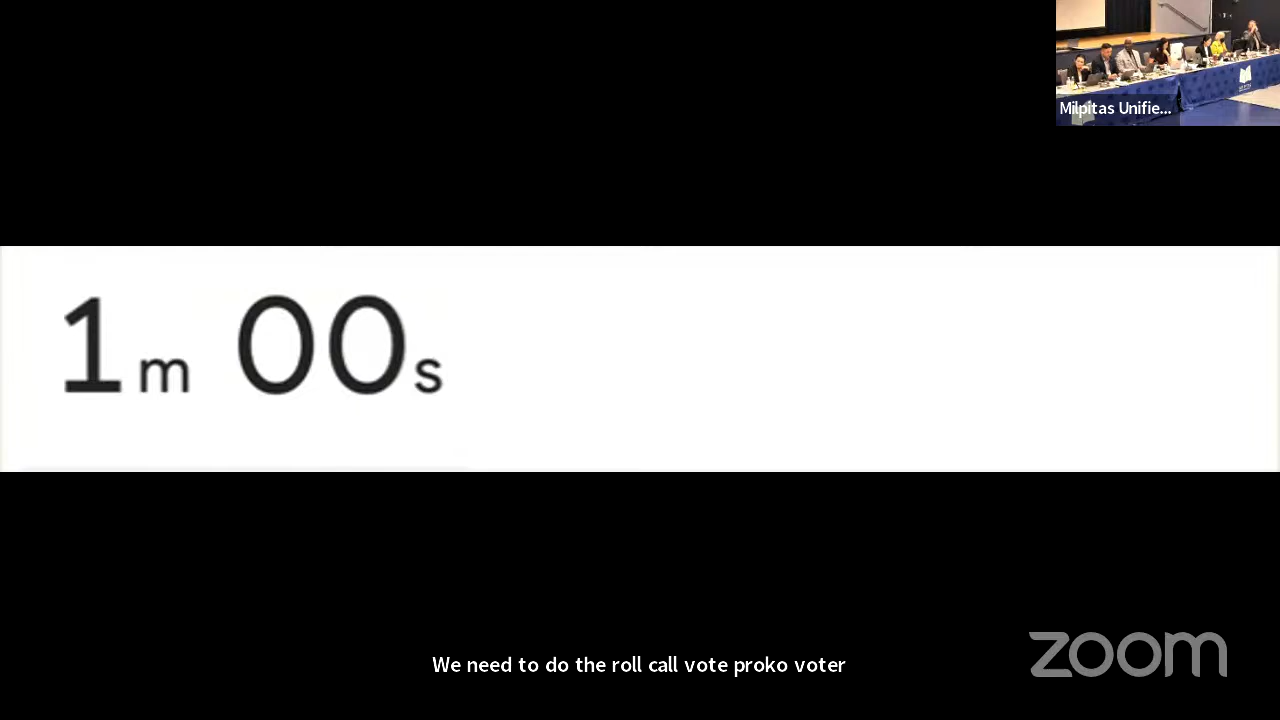 Milpitas Unifie...
1m 00s
We need to do the roll call vote proko voter
zoom